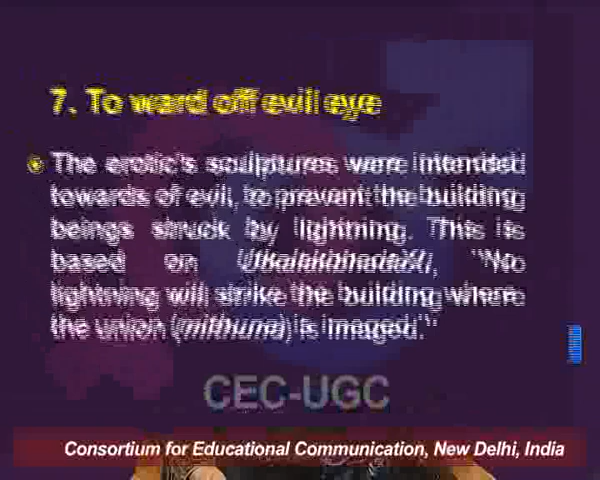 7. To ward off evil eye
The erotic's sculptures were intended
towards of evil, to prevent the building
beings struck by lightning. This is
based on "No
lightning will strike the building where
the union (mithuna) is imaged."
CEC-UGC
Consortium for Educational Communication, New Delhi, India